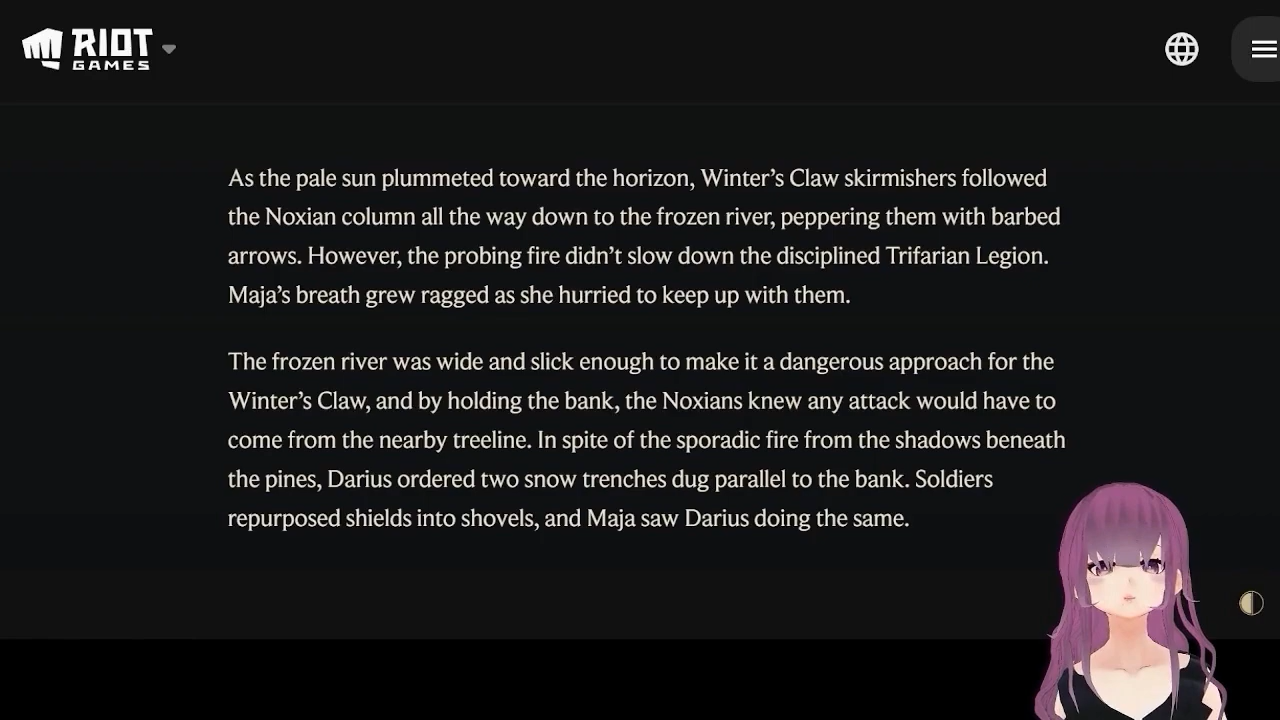 RIOT
GAMES
As the pale sun plummeted toward the horizon, Winter’s Claw skirmishers followed
the Noxian column all the way down to the frozen river, peppering them with barbed
arrows. However, the probing fire didn’t slow down the disciplined Trifarian Legion.
Maja’s breath grew ragged as she hurried to keep up with them.
The frozen river was wide and slick enough to make it a dangerous approach for the
Winter’s Claw, and by holding the bank, the Noxians knew any attack would have to
come from the nearby treeline. In spite of the sporadic fire from the shadows beneath
the pines, Darius ordered two snow trenches dug parallel to the bank. Soldiers
repurposed shields into shovels, and Maja saw Darius doing the same.